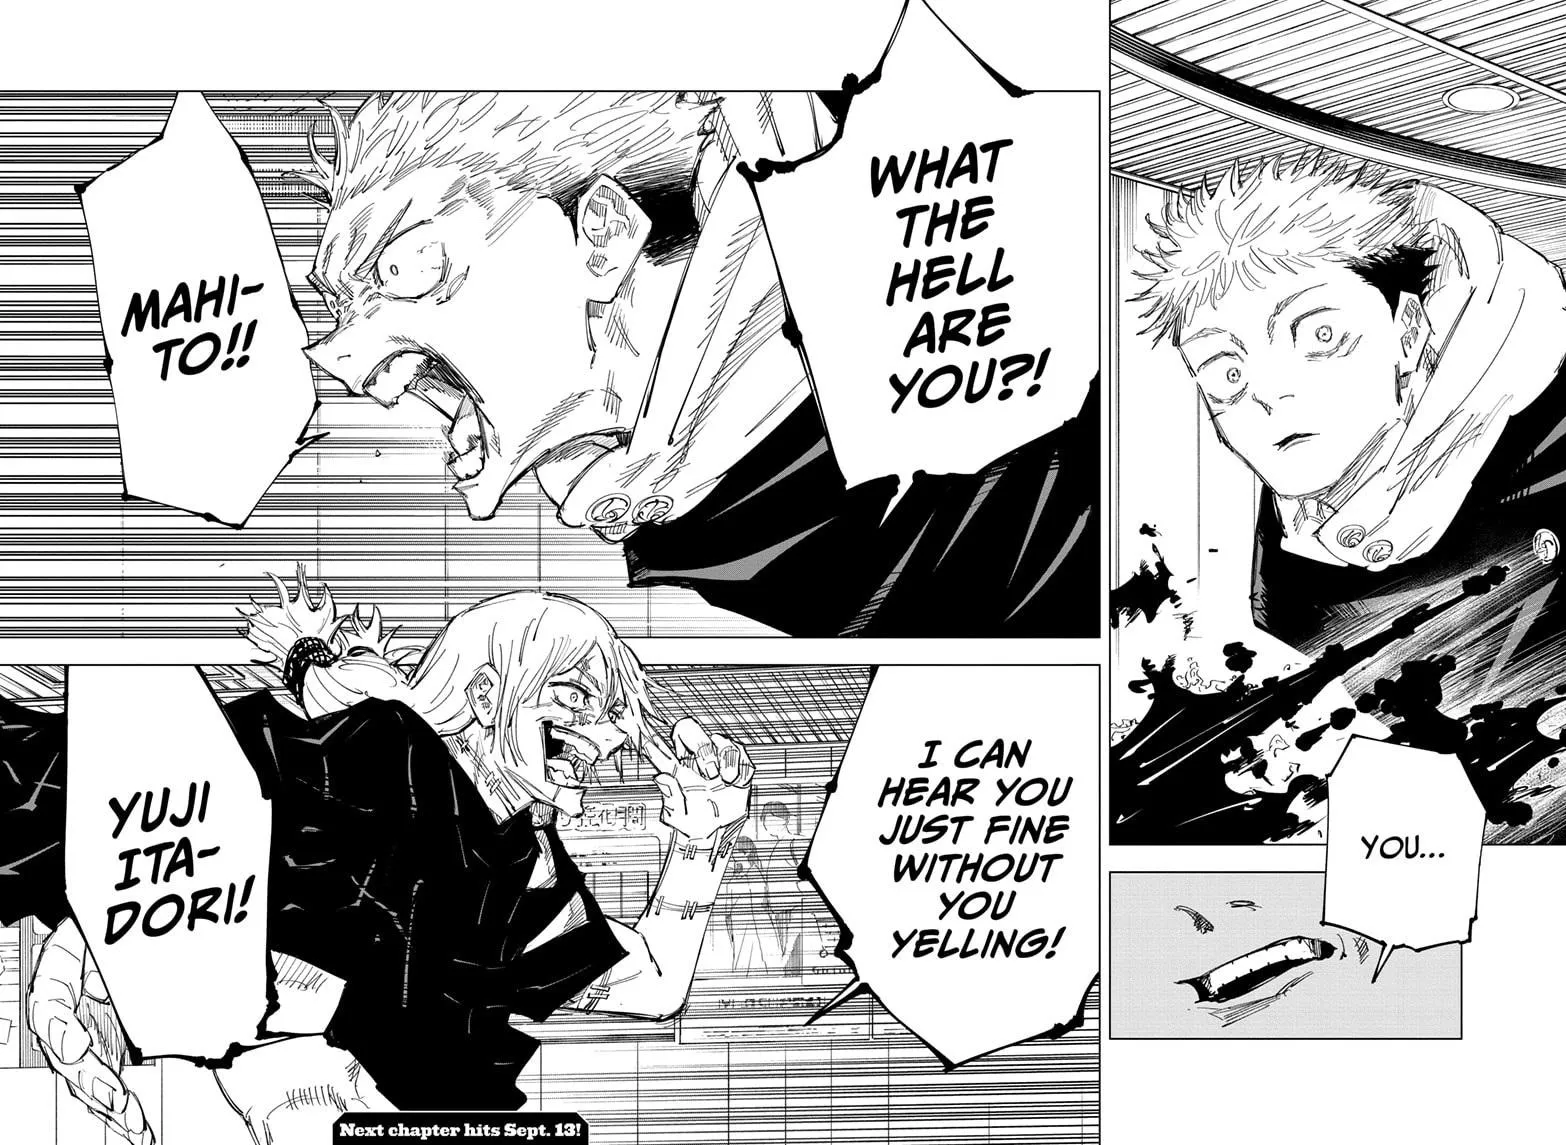 YOU...
WHAT
THE
HELL
ARE
YOU?!
MAHI-
TO!!
I CAN
HEAR YOU
JUST FINE
WITHOUT
YOU
YELLING!
YUJI
ITA-
DORI!
Next chapter hits Sept. 13!